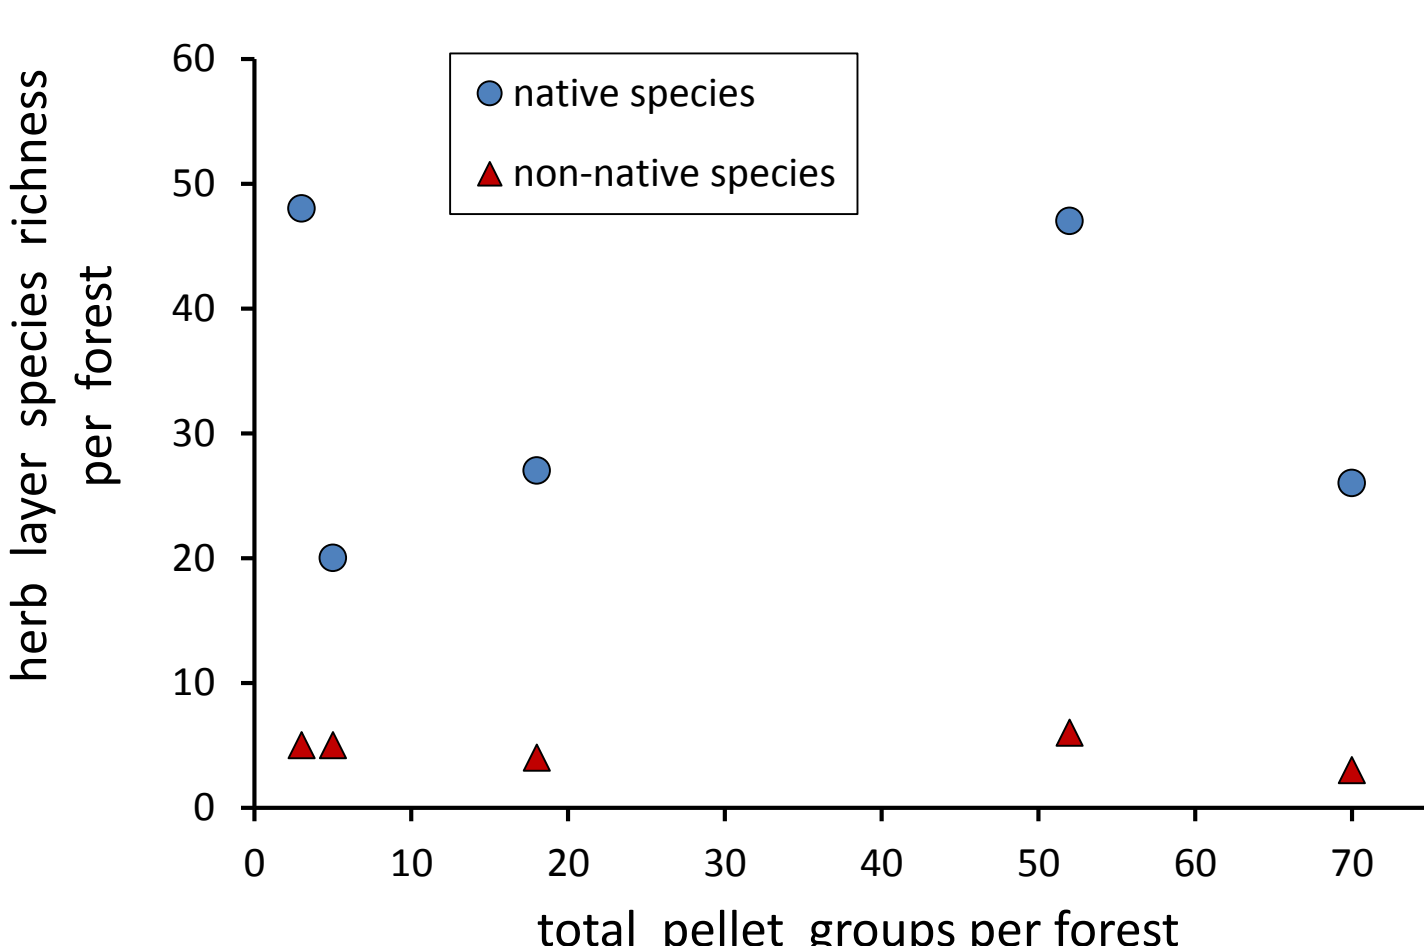 herb layer species richness
per forest
60
50
40
30
20
10
0
native species
non-native species
0 10 20 30 40 50 60 70
total pellet groups per forest